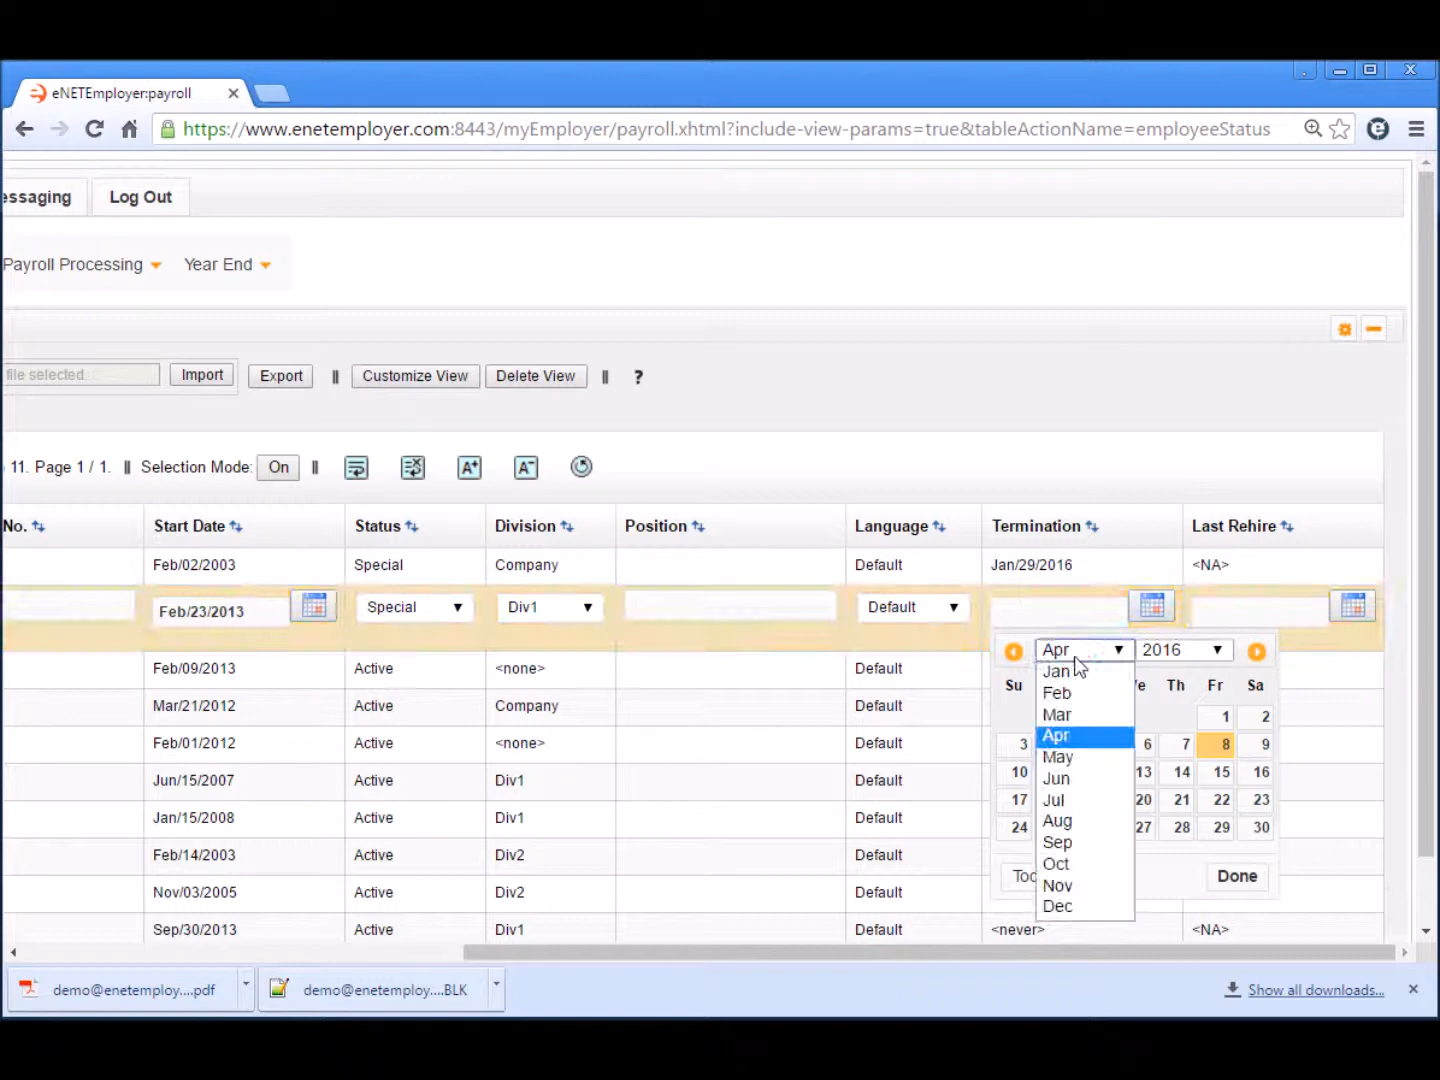 eNETEmployer:payroll
https://www.enetemployer.com:8443/myEmployer/payroll.xhtml?include-view-params=true&tableActionName=employeeStatus
essaging Log Out
Payroll Processing Year End
file selected Import Export Customize View Delete View ?
11. Page 1 / 1. Selection Mode: On A+ A-
No. Start Date Status Division Position Language Termination Last Rehire
Feb/02/2003 Special Company Default Jan/29/2016 <NA>
Feb/23/2013 Special Div1 Default
Feb/09/2013 Active <none> Default
Mar/21/2012 Active Company Default
Feb/01/2012 Active <none> Default
Jun/15/2007 Active Div1 Default
Jan/15/2008 Active Div1 Default
Feb/14/2003 Active Div2 Default
Nov/03/2005 Active Div2 Default
Sep/30/2013 Active Div1 Default <never> <NA>
Apr 2016
Su Th Fr Sa
1 2
3 6 7 8 9
10 13 14 15 16
17 20 21 22 23
24 27 28 29 30
Done
Jan
Feb
Mar
Apr
May
Jun
Jul
Aug
Sep
Oct
Nov
Dec
demo@enetemploy....pdf demo@enetemploy....BLK Show all downloads...